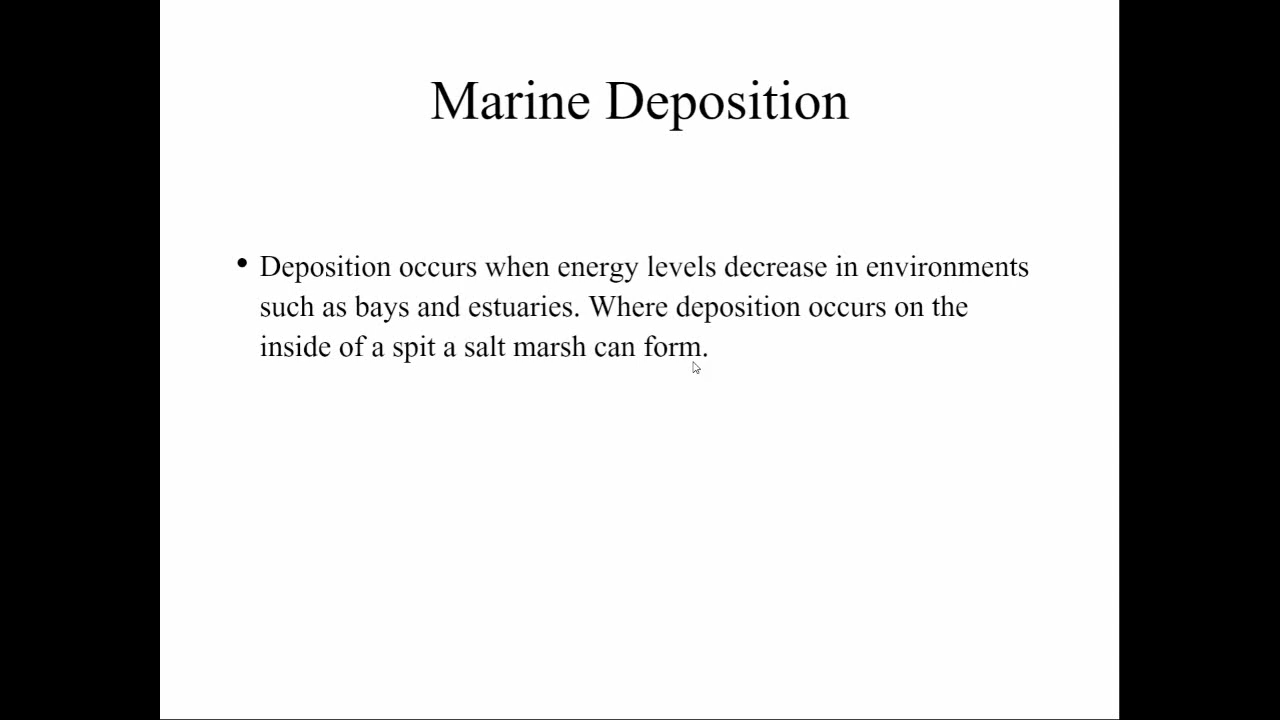 Marine Deposition
• Deposition occurs when energy levels decrease in environments
such as bays and estuaries. Where deposition occurs on the
inside of a spit a salt marsh can form.